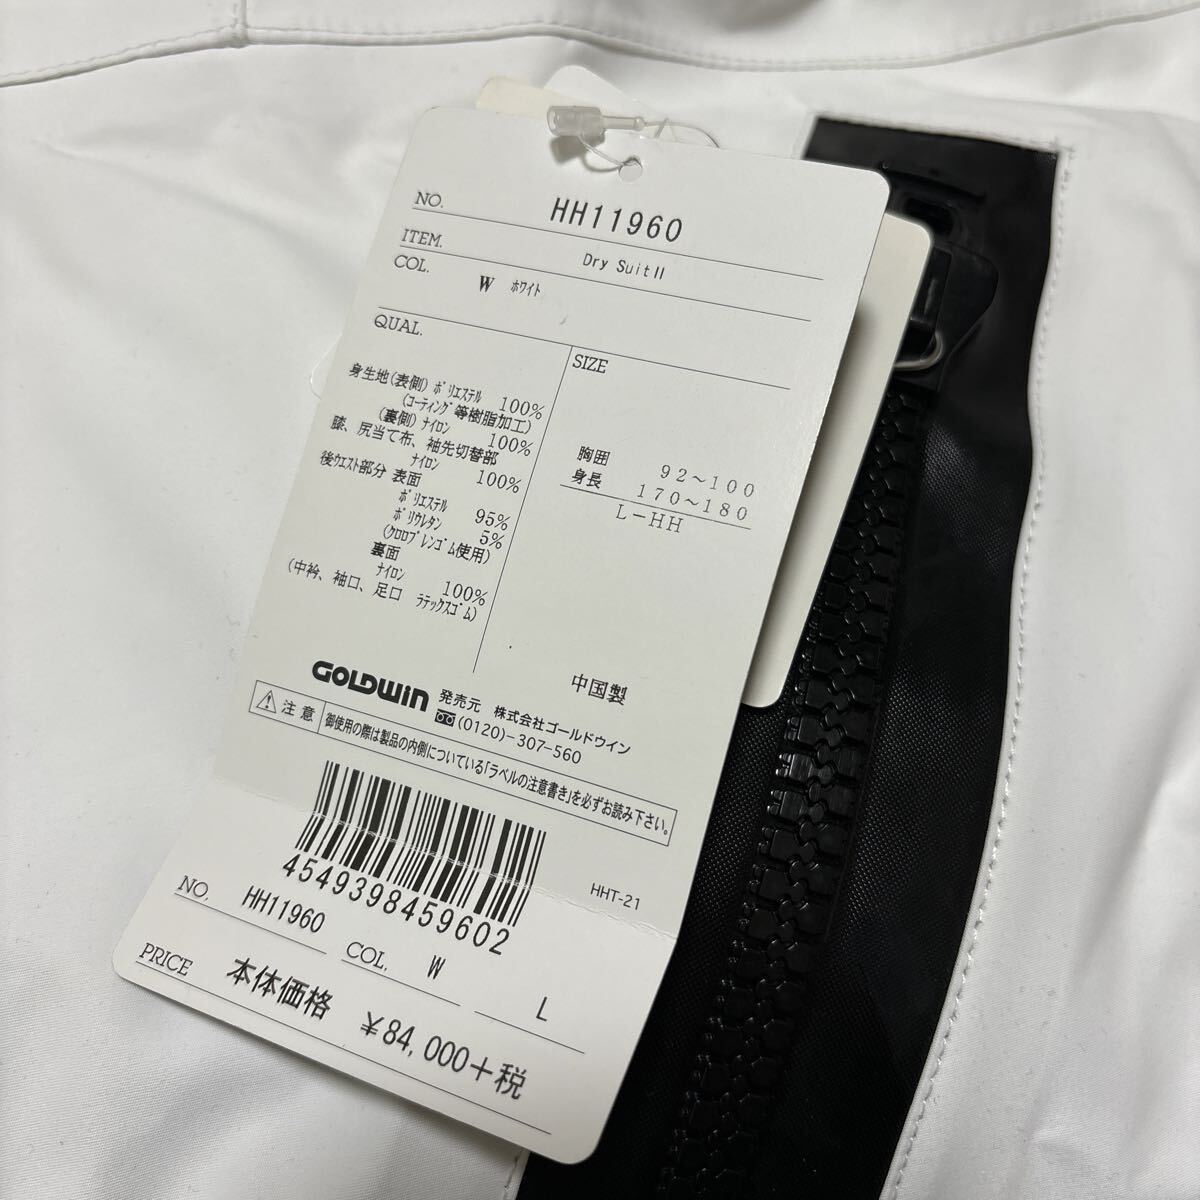 NO. HH11960
ITEM. Dry SuitⅡ
COL. W ホワイト
QUAL.
身生地(表側) ﾎﾟﾘｴｽﾃﾙ 100%
(ｺｰﾃｨﾝｸﾞ等樹脂加工)
(裏側) ﾅｲﾛﾝ 100%
膝、尻当て布、袖先切替部
ﾅｲﾛﾝ 100%
後ｳｴｽﾄ部分 表面
ﾎﾟﾘｴｽﾃﾙ 95%
ﾎﾟﾘｳﾚﾀﾝ 5%
(ｸﾛﾛﾌﾟﾚﾝｺﾞﾑ使用)
裏面
ﾅｲﾛﾝ 100%
(中衿、袖口、足口 ﾗﾃｯｸｽｺﾞﾑ)
SIZE
胸囲 92～100
身長 170～180
L－HH
中国製
GOLDWIN 発売元 株式会社ゴールドウイン
(0120)-307-560
注意 御使用の際は製品の内側についている「ラベルの注意書き」を必ずお読み下さい。
4549398459602
HHT-21
NO. HH11960 COL. W L
PRICE 本体価格 ¥84,000+税